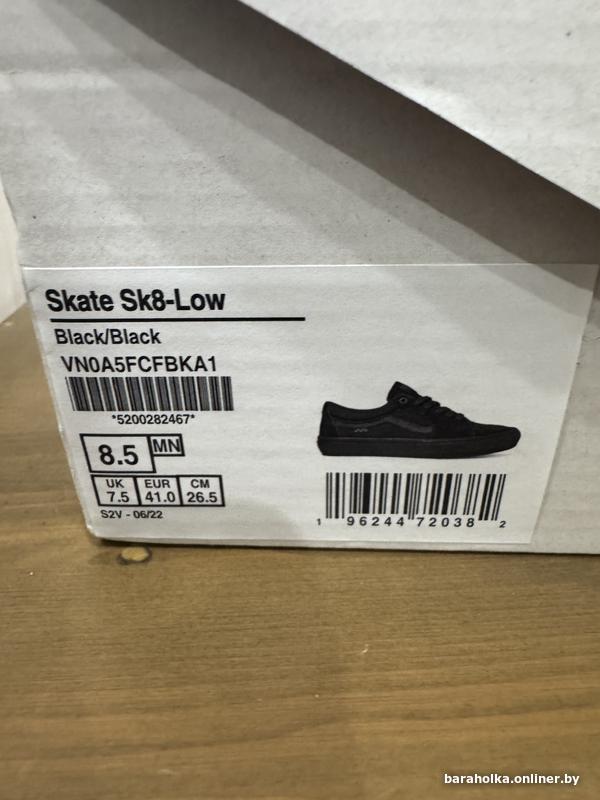 Skate Sk8-Low
Black/Black
VN0A5FCFBKA1
*5200282467*
8.5 MN
UK EUR CM
7.5 41.0 26.5
S2V - 06/22
1 96244 72038 2
baraholka.onliner.by